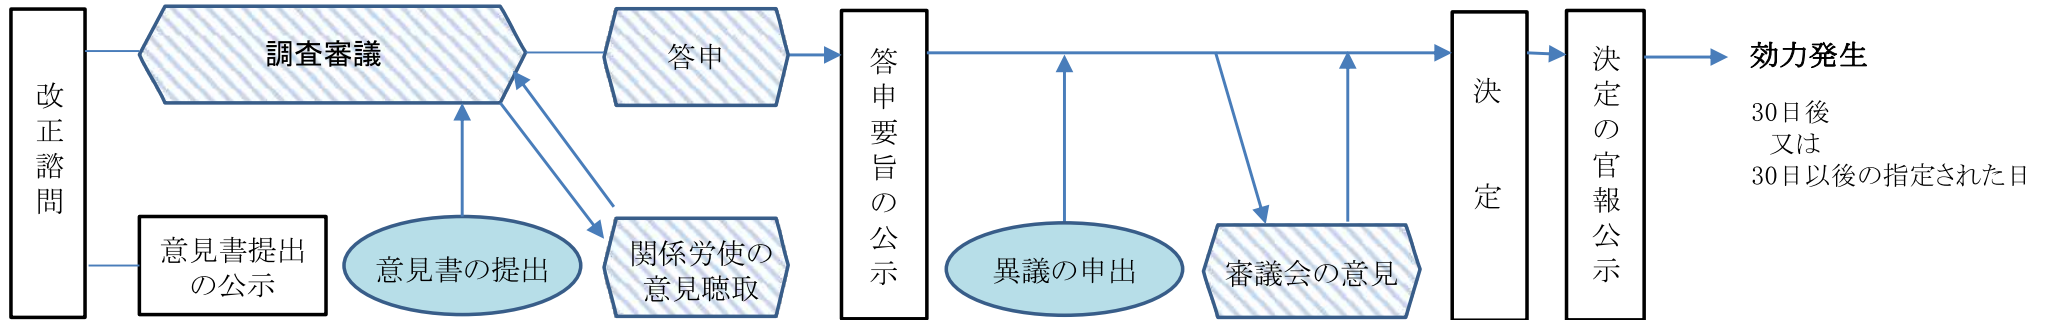 改正諮問
調査審議
答申
意見書提出
の公示
意見書の提出
関係労使の
意見聴取
答申要旨の公示
異議の申出
審議会の意見
決定
決定の官報公示
効力発生
30日後
又は
30日以後の指定された日